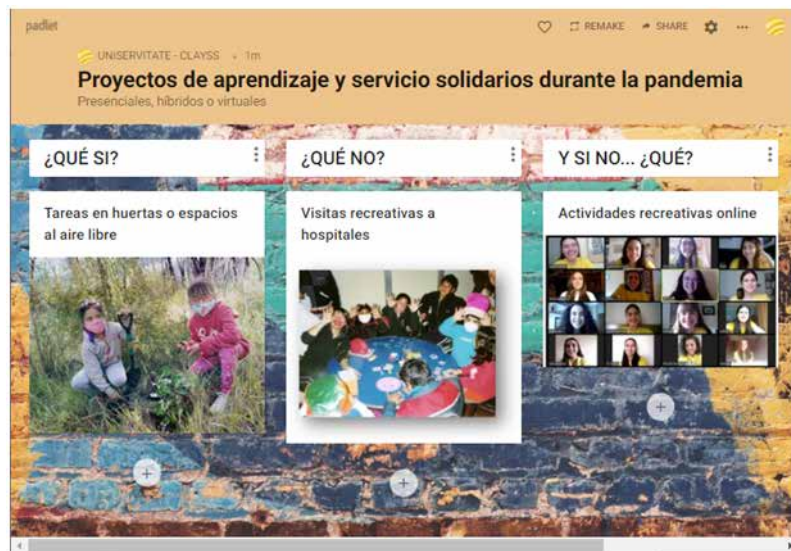 padlet
REMAKE SHARE
UNISERVITATE - CLAYSS • 1m
Proyectos de aprendizaje y servicio solidarios durante la pandemia
Presenciales, híbridos o virtuales
¿QUÉ SI?
Tareas en huertas o espacios
al aire libre
¿QUÉ NO?
Visitas recreativas a
hospitales
Y SI NO... ¿QUÉ?
Actividades recreativas online